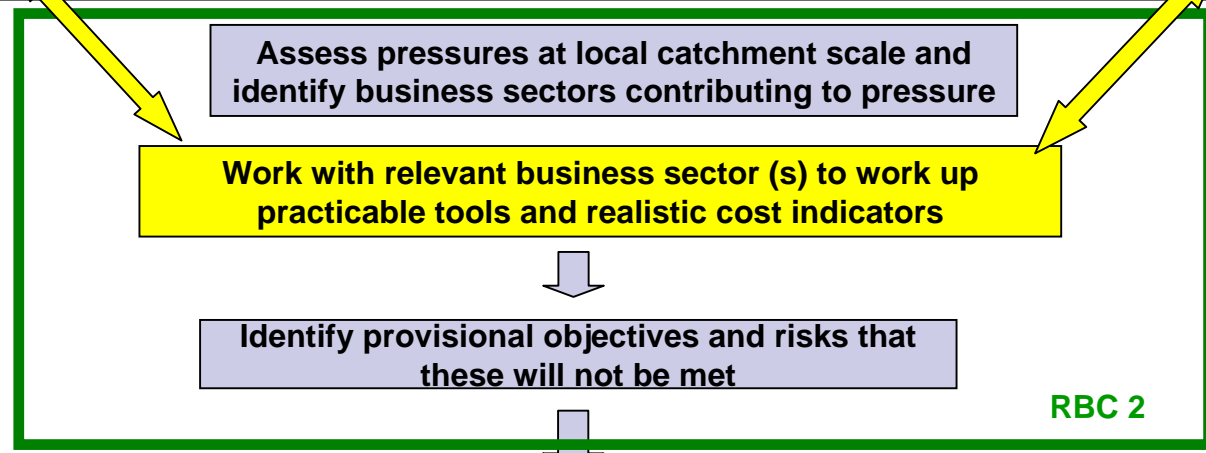 Assess pressures at local catchment scale and
identify business sectors contributing to pressure
Work with relevant business sector (s) to work up
practicable tools and realistic cost indicators
Identify provisional objectives and risks that
these will not be met
RBC 2